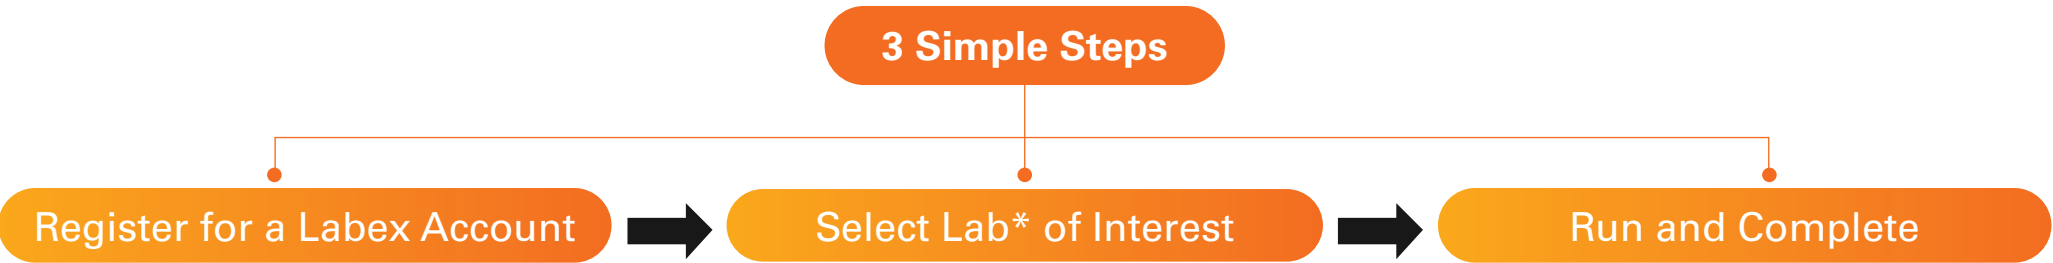 3 Simple Steps
Register for a Labex Account
Select Lab* of Interest
Run and Complete